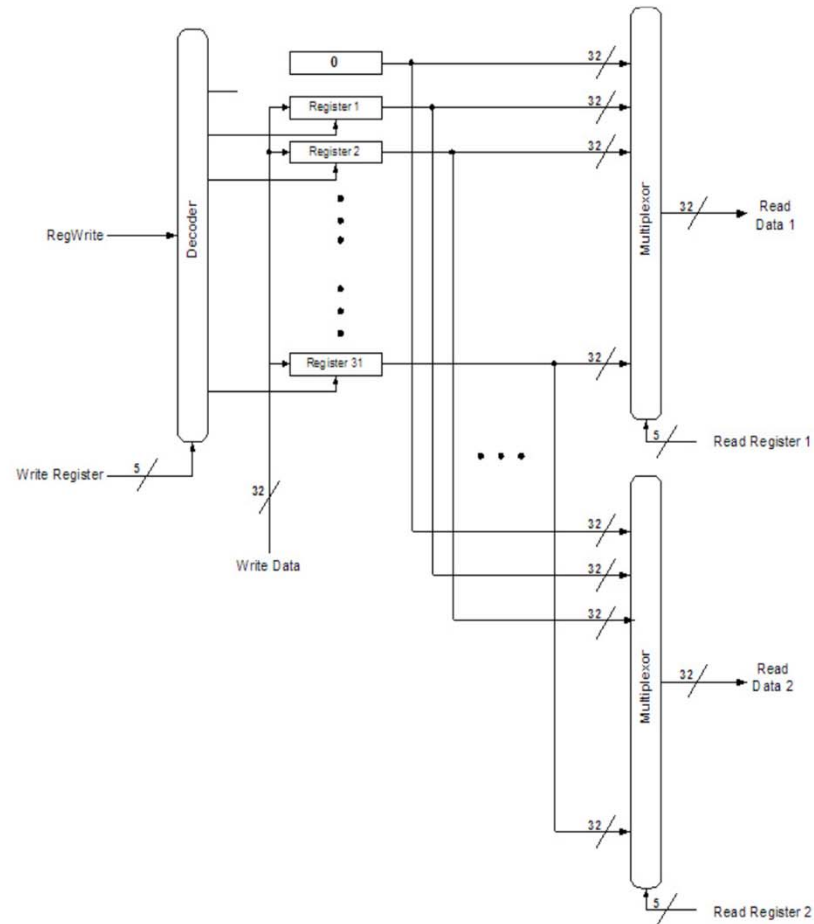 0
32
Register 1
32
Register 2
32
Decoder
Multiplexor
RegWrite
32
Read
Data 1
Register 31
32
Write Register
5
5
Read Register 1
32
Write Data
32
32
32
Multiplexor
32
Read
Data 2
32
5
Read Register 2